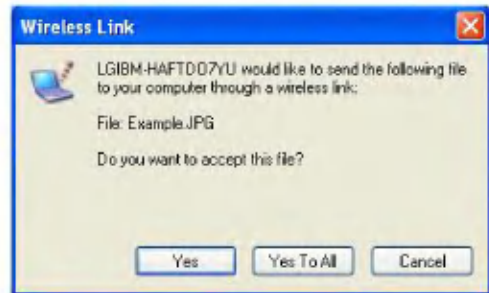 Wireless Link
LGIBM-HAFTDO7YU would like to send the following file
to your computer through a wireless link:
File: Example.JPG
Do you want to accept this file?
Yes
Yes To All
Cancel